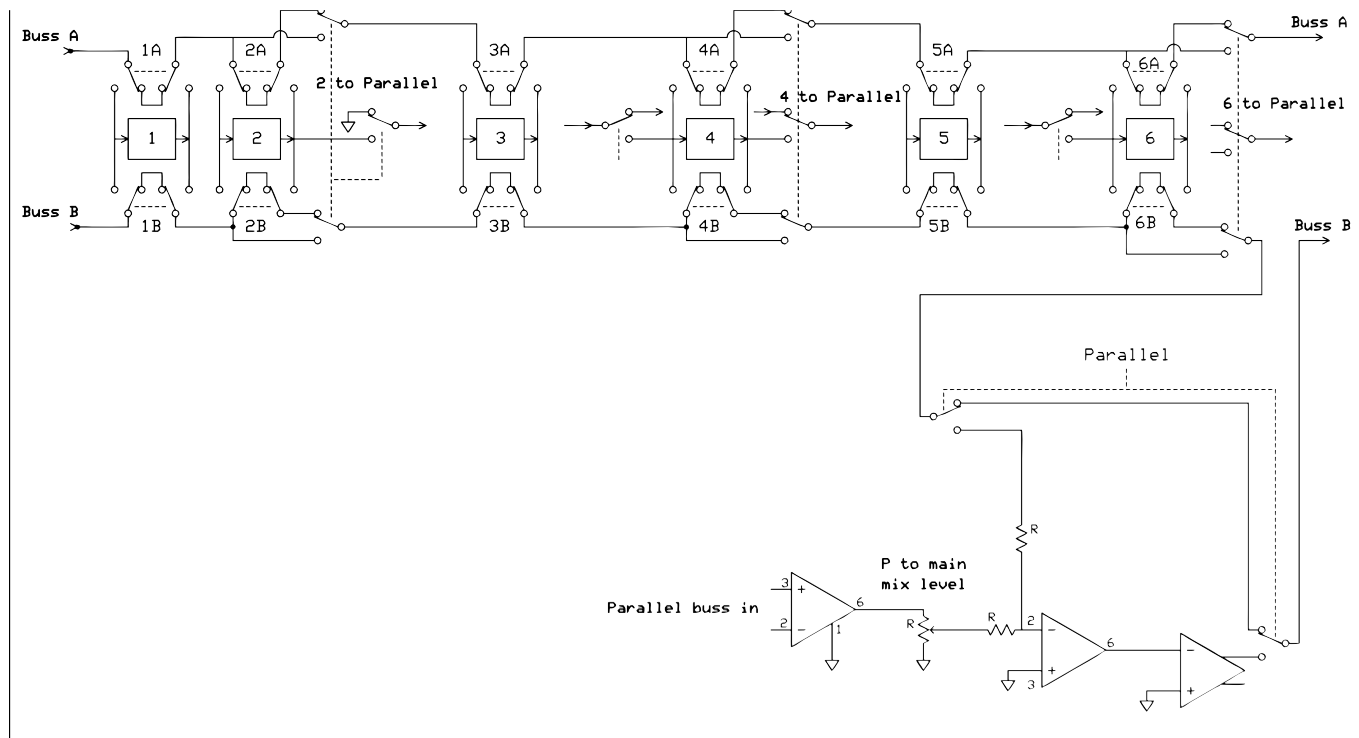 Buss A
1A
2A
3A
4A
5A
6A
Buss A
2 to Parallel
4 to Parallel
6 to Parallel
1
2
3
4
5
6
Buss B
1B
2B
3B
4B
5B
6B
Buss B
Parallel
R
P to main
mix level
Parallel buss in
3
+
6
2
-
1
R
R
2
-
6
+
3
-
+